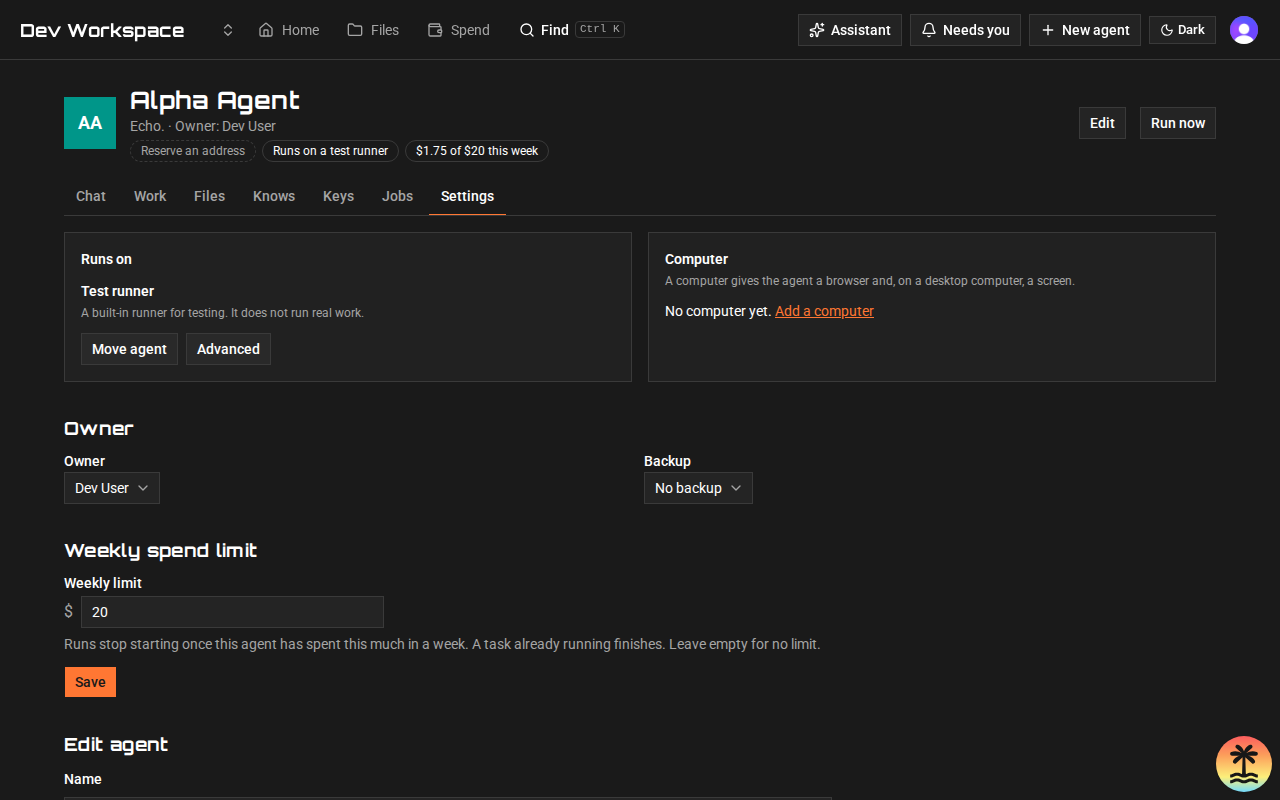 Dev Workspace
Home
Files
Spend
Find Ctrl K
Assistant
Needs you
New agent
Dark
AA
Alpha Agent
Echo. · Owner: Dev User
Reserve an address
Runs on a test runner
$1.75 of $20 this week
Edit
Run now
Chat
Work
Files
Knows
Keys
Jobs
Settings
Runs on
Test runner
A built-in runner for testing. It does not run real work.
Move agent
Advanced
Computer
A computer gives the agent a browser and, on a desktop computer, a screen.
No computer yet. Add a computer
Owner
Owner
Dev User
Backup
No backup
Weekly spend limit
Weekly limit
$ 20
Runs stop starting once this agent has spent this much in a week. A task already running finishes. Leave empty for no limit.
Save
Edit agent
Name